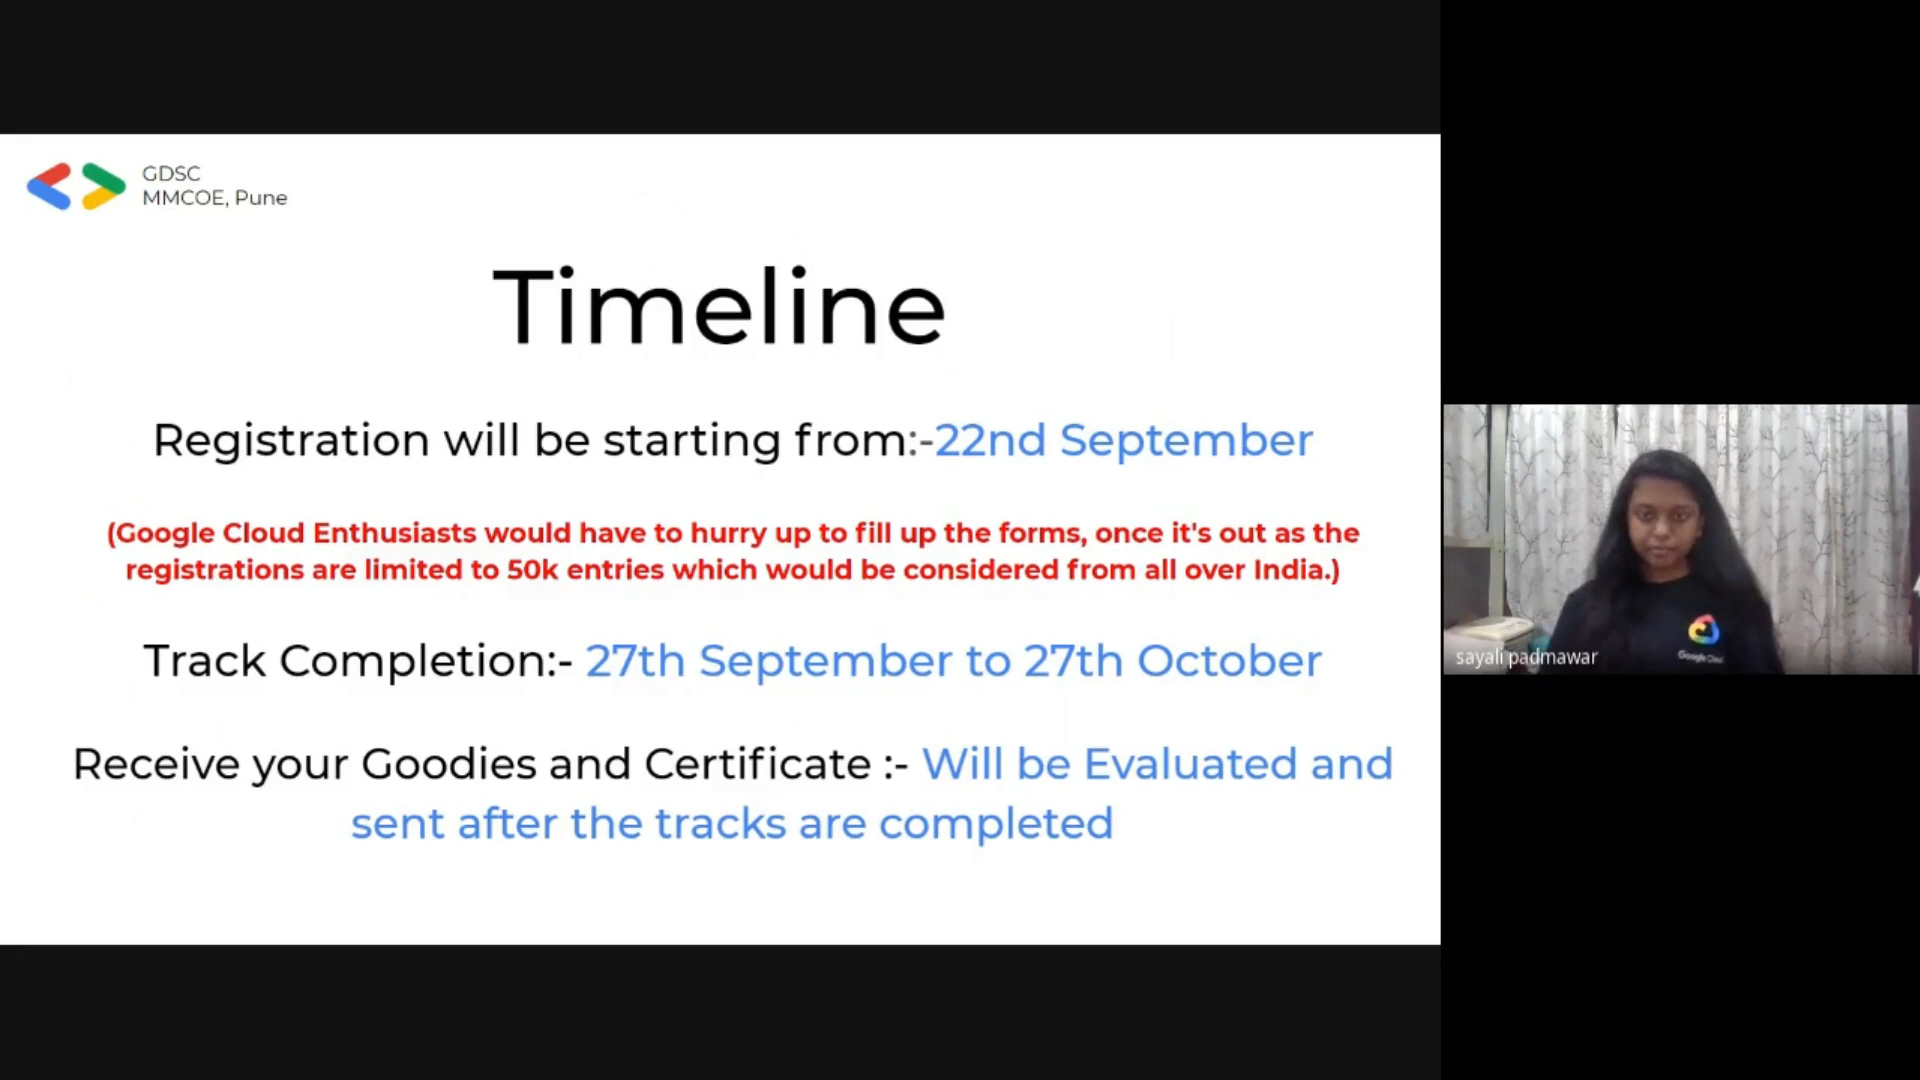 GDSC
MMCOE, Pune
Timeline
Registration will be starting from:-22nd September
(Google Cloud Enthusiasts would have to hurry up to fill up the forms, once it's out as the
registrations are limited to 50k entries which would be considered from all over India.)
Track Completion:- 27th September to 27th October
Receive your Goodies and Certificate :- Will be Evaluated and
sent after the tracks are completed
sayali padmawar
Google Cloud